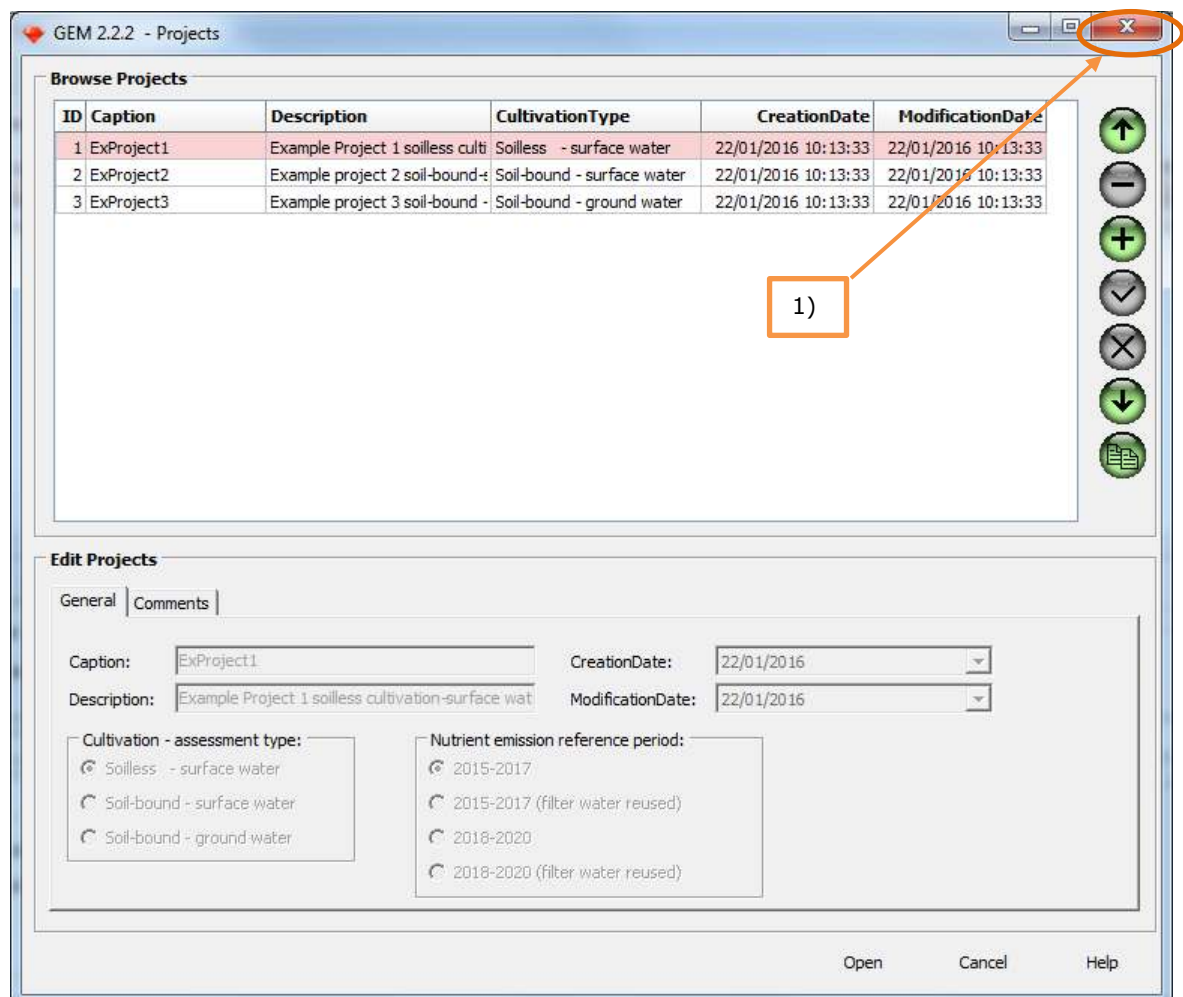 GEM 2.2.2 - Projects
Browse Projects
ID Caption Description CultivationType CreationDate ModificationDate
1 ExProject1 Example Project 1 soilless culti Soilless - surface water 22/01/2016 10:13:33 22/01/2016 10:13:33
2 ExProject2 Example project 2 soil-bound-s Soil-bound - surface water 22/01/2016 10:13:33 22/01/2016 10:13:33
3 ExProject3 Example project 3 soil-bound - Soil-bound - ground water 22/01/2016 10:13:33 22/01/2016 10:13:33
1)
Edit Projects
General Comments
Caption: ExProject1 CreationDate: 22/01/2016
Description: Example Project 1 soilless cultivation-surface wat ModificationDate: 22/01/2016
Cultivation - assessment type: Nutrient emission reference period:
Soilless - surface water 2015-2017
Soil-bound - surface water 2015-2017 (filter water reused)
Soil-bound - ground water 2018-2020
2018-2020 (filter water reused)
Open Cancel Help